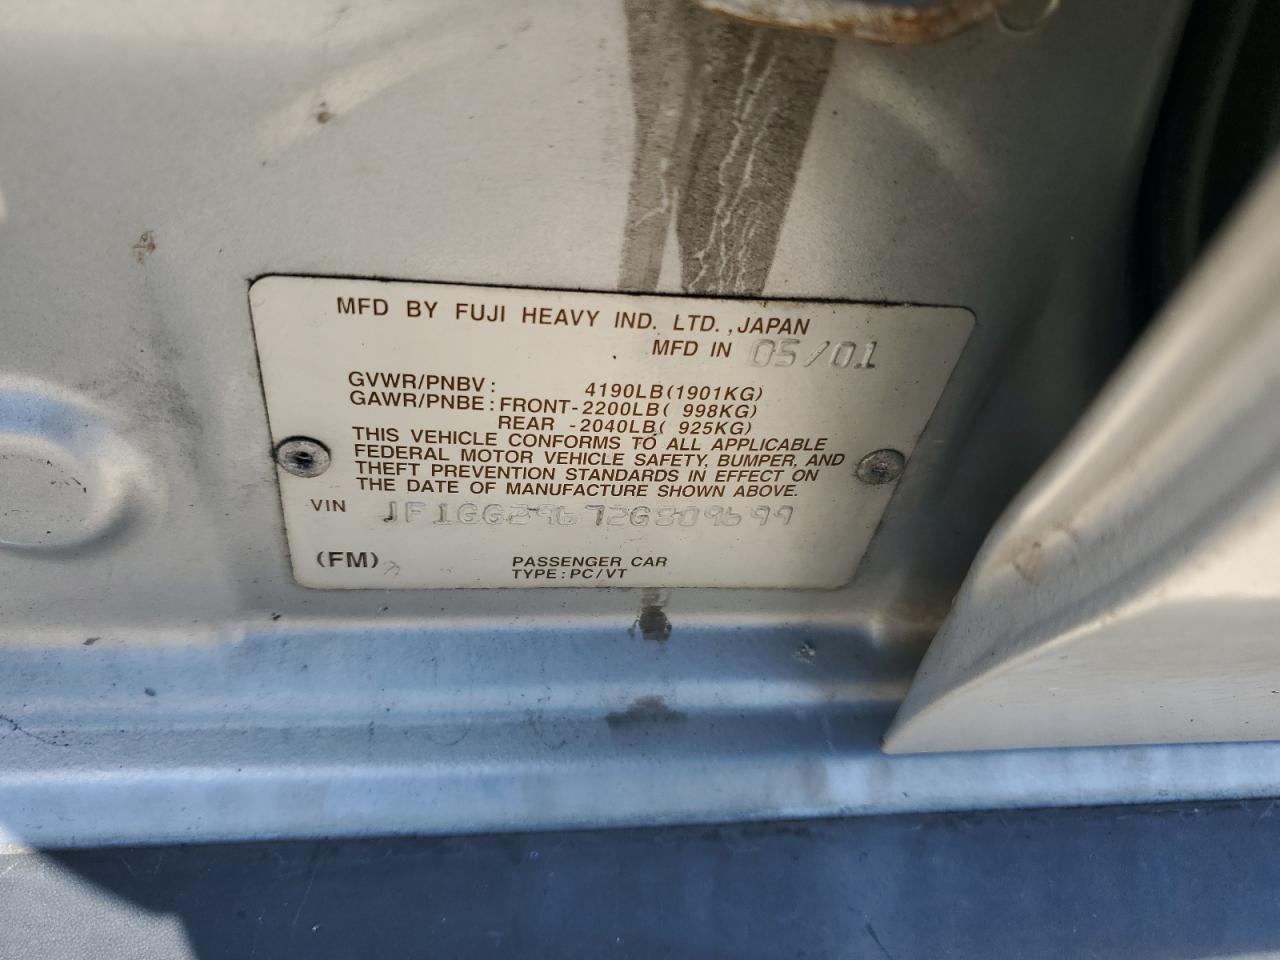 MFD BY FUJI HEAVY IND. LTD. , JAPAN
MFD IN 05/01
GVWR/PNBV : 4190LB(1901KG)
GAWR/PNBE : FRONT-2200LB( 998KG)
REAR -2040LB( 925KG)
THIS VEHICLE CONFORMS TO ALL APPLICABLE
FEDERAL MOTOR VEHICLE SAFETY, BUMPER, AND
THEFT PREVENTION STANDARDS IN EFFECT ON
THE DATE OF MANUFACTURE SHOWN ABOVE.
VIN JF1GG29672G809699
(FM) PASSENGER CAR
TYPE : PC/VT